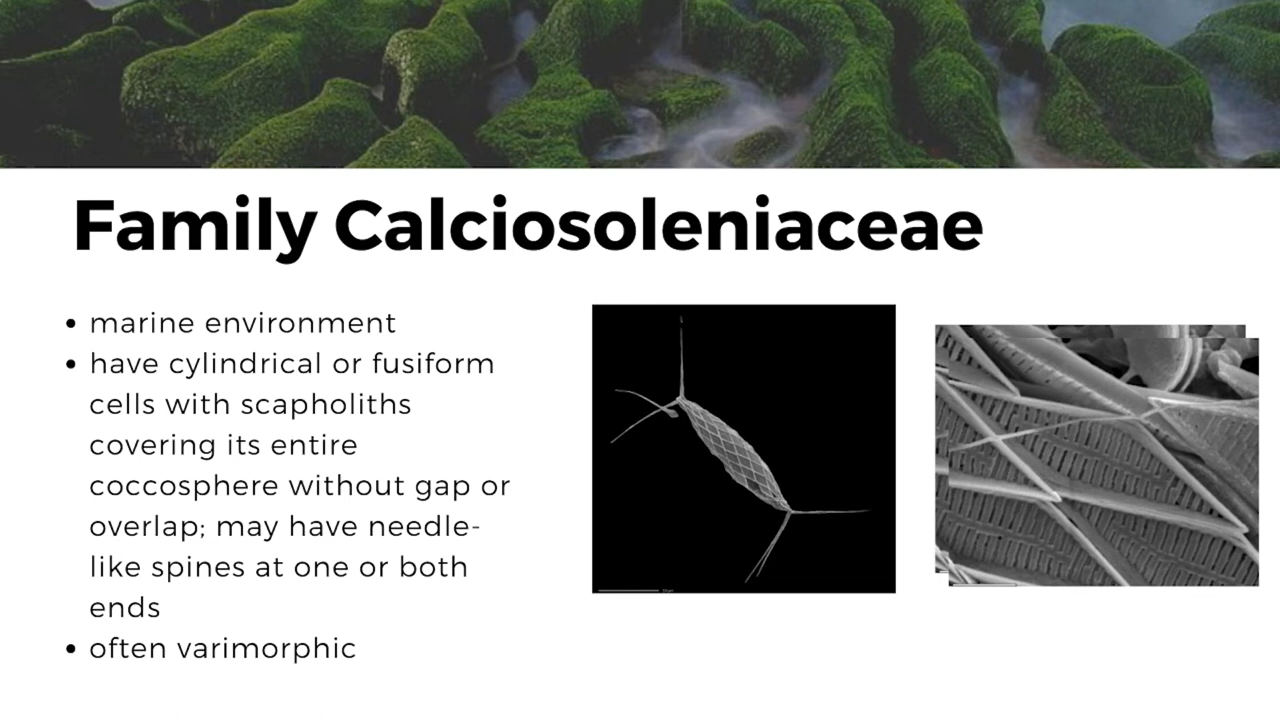 Family Calciosoleniaceae
• marine environment
• have cylindrical or fusiform
cells with scapholiths
covering its entire
coccosphere without gap or
overlap; may have needle-
like spines at one or both
ends
• often varimorphic